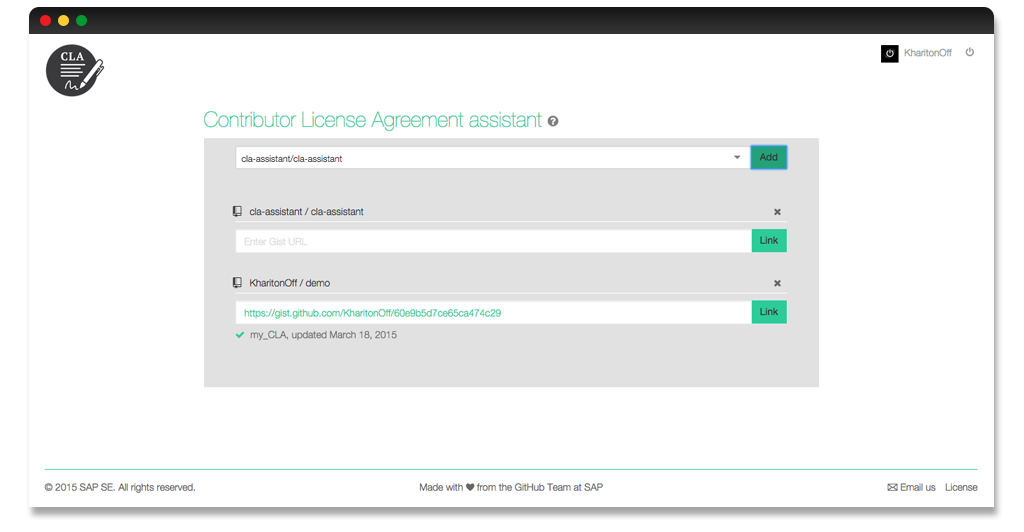 CLA
KharitonOff
Contributor License Agreement assistant
cla-assistant/cla-assistant
Add
cla-assistant / cla-assistant
Enter Gist URL
Link
KharitonOff / demo
https://gist.github.com/KharitonOff/60e9b5d7ce65ca474c29
Link
my_CLA, updated March 18, 2015
© 2015 SAP SE. All rights reserved.
Made with ❤ from the GitHub Team at SAP
Email us
License